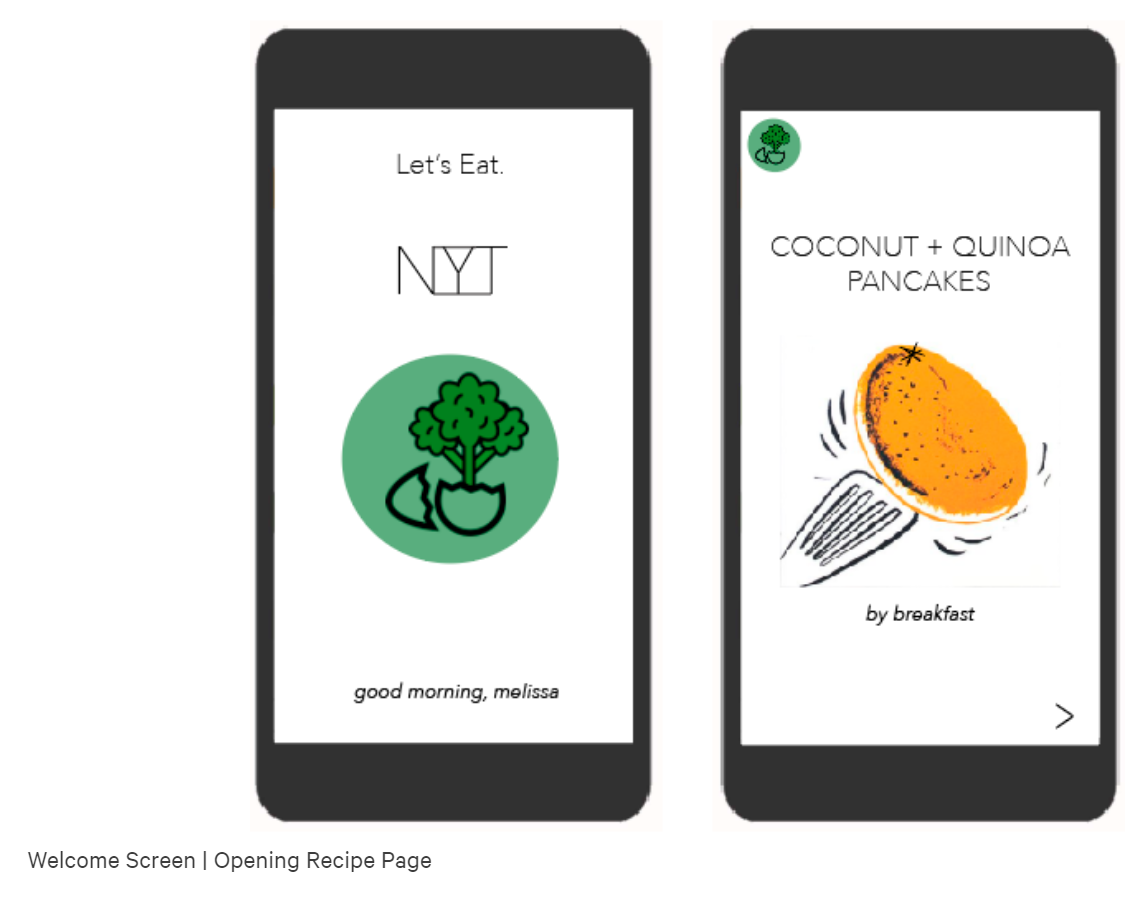 Let's Eat.
NYT
good morning, melissa
COCONUT + QUINOA
PANCAKES
by breakfast
>
Welcome Screen | Opening Recipe Page